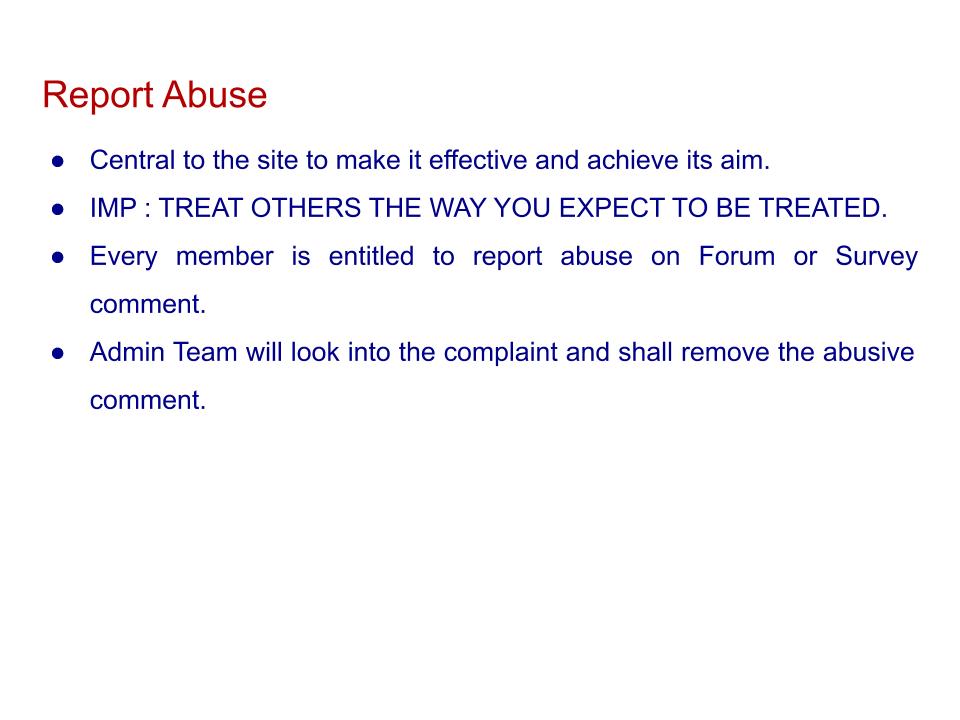 Report Abuse
● Central to the site to make it effective and achieve its aim.
● IMP : TREAT OTHERS THE WAY YOU EXPECT TO BE TREATED.
● Every member is entitled to report abuse on Forum or Survey
comment.
● Admin Team will look into the complaint and shall remove the abusive
comment.